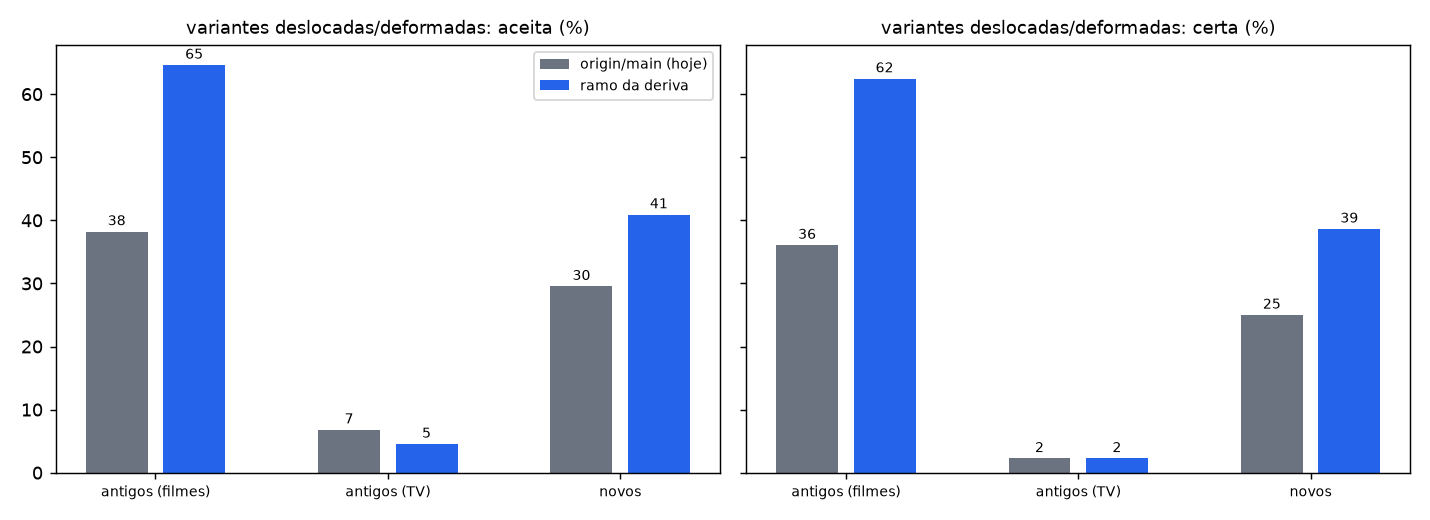 variantes deslocadas/deformadas: aceita (%)
origin/main (hoje)
ramo da deriva
60
50
40
30
20
10
0
38
65
7
5
30
41
antigos (filmes)
antigos (TV)
novos
variantes deslocadas/deformadas: certa (%)
36
62
2
2
25
39
antigos (filmes)
antigos (TV)
novos